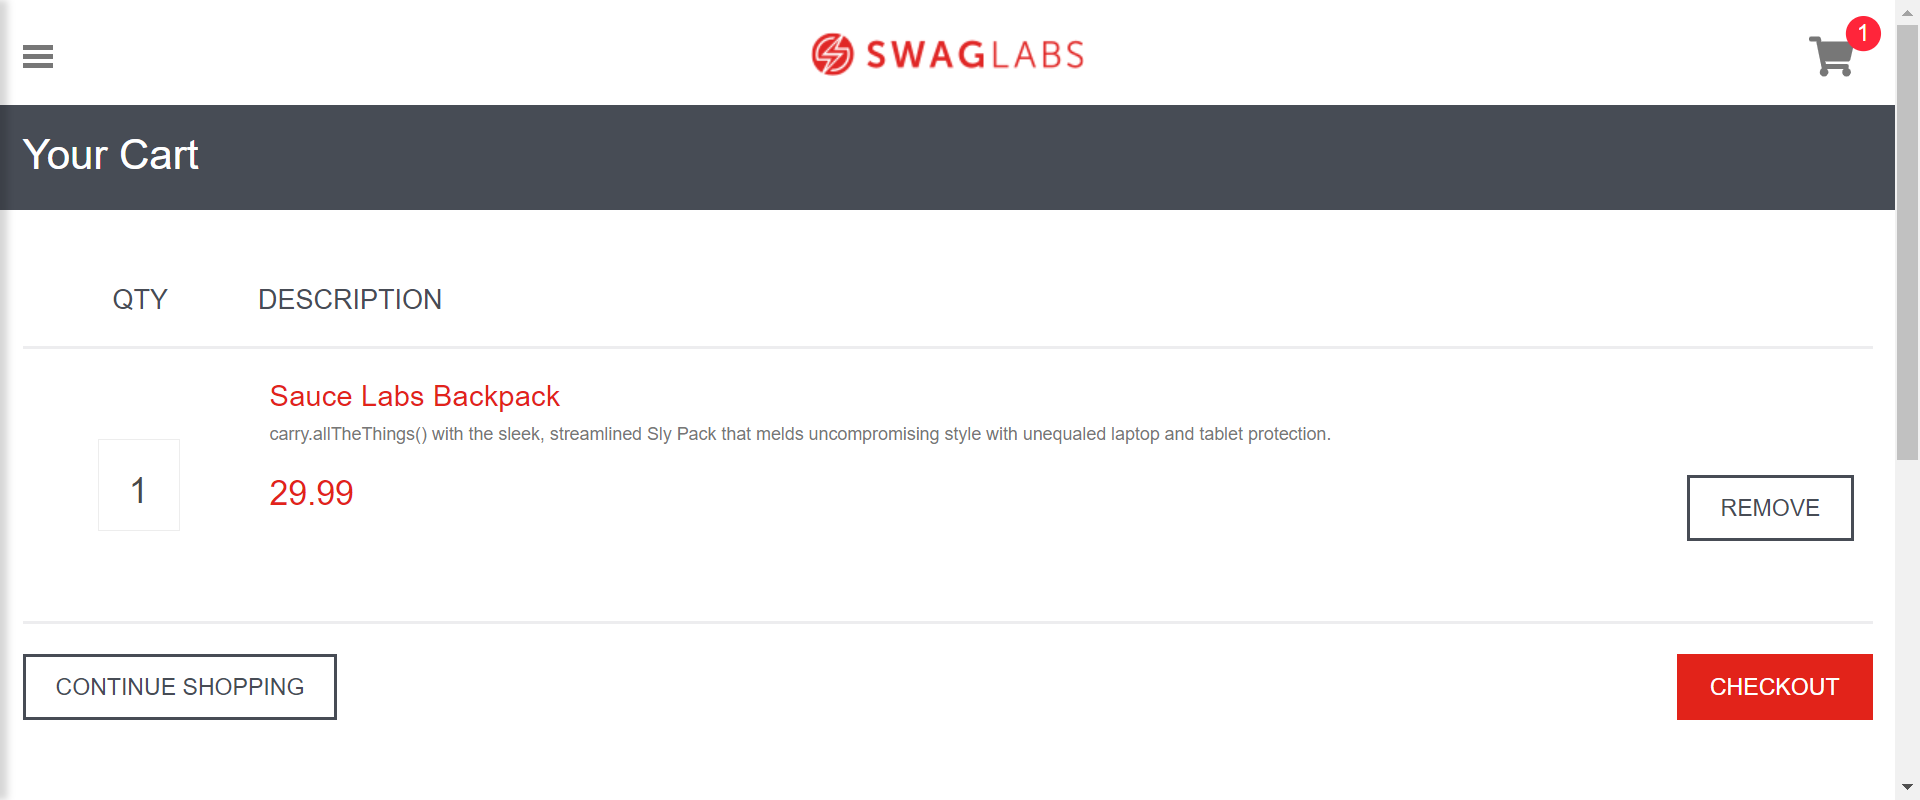 SWAGLABS
1
Your Cart
QTY DESCRIPTION
Sauce Labs Backpack
carry.allTheThings() with the sleek, streamlined Sly Pack that melds uncompromising style with unequaled laptop and tablet protection.
1
29.99
REMOVE
CONTINUE SHOPPING
CHECKOUT